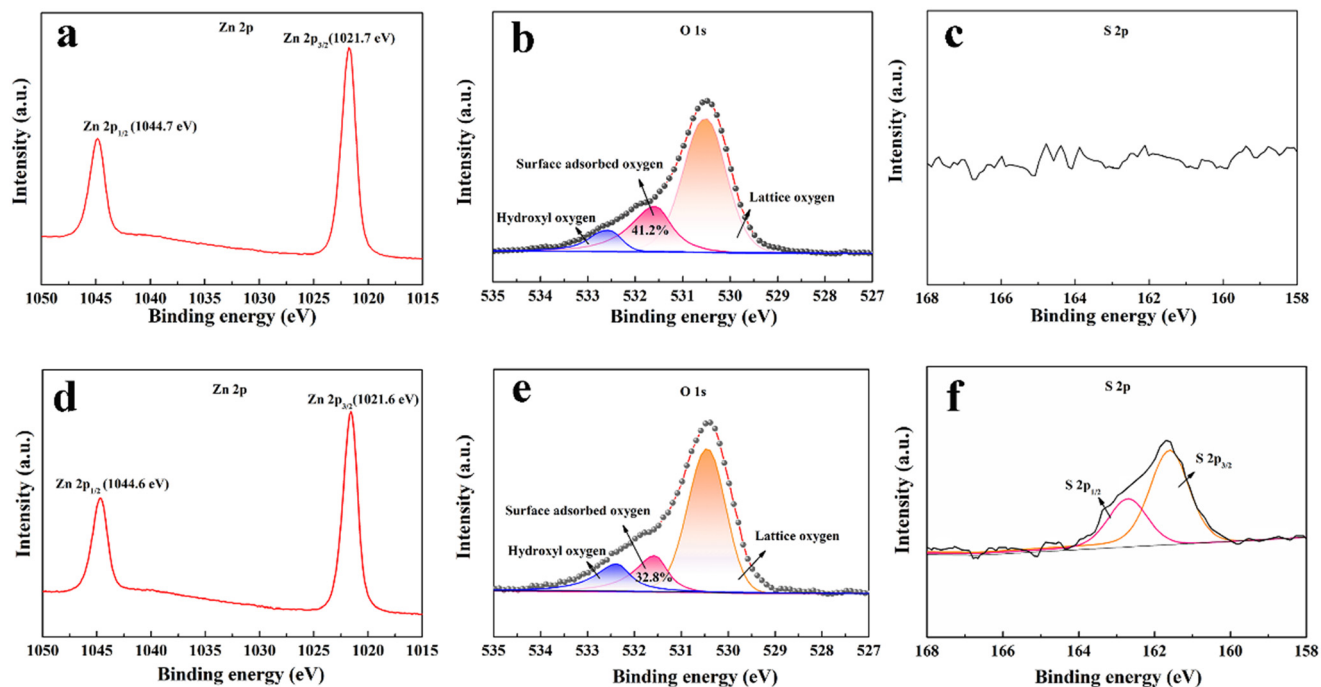 a
Zn 2p
Zn 2p3/2(1021.7 eV)
Zn 2p1/2 (1044.7 eV)
Intensity (a.u.)
1050 1045 1040 1035 1030 1025 1020 1015
Binding energy (eV)
b
O 1s
Surface adsorbed oxygen
Hydroxyl oxygen
41.2%
Lattice oxygen
Intensity (a.u.)
535 534 533 532 531 530 529 528 527
Binding energy (eV)
c
S 2p
Intensity (a.u.)
168 166 164 162 160 158
Binding energy (eV)
d
Zn 2p
Zn 2p3/2(1021.6 eV)
Zn 2p1/2 (1044.6 eV)
Intensity (a.u.)
1050 1045 1040 1035 1030 1025 1020 1015
Binding energy (eV)
e
O 1s
Surface adsorbed oxygen
Hydroxyl oxygen
32.8%
Lattice oxygen
Intensity (a.u.)
535 534 533 532 531 530 529 528 527
Binding energy (eV)
f
S 2p
S 2p3/2
S 2p1/2
Intensity (a.u.)
168 166 164 162 160 158
Binding energy (eV)